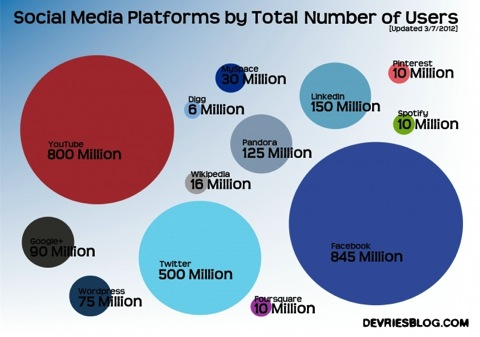 Social Media Platforms by Total Number of Users
[Updated 3/7/2012]
MySpace
30 Million
Pinterest
10 Million
Digg
6 Million
LinkedIn
150 Million
Spotify
10 Million
YouTube
800 Million
Pandora
125 Million
Wikipedia
16 Million
Google+
90 Million
Twitter
500 Million
Facebook
845 Million
Wordpress
75 Million
Foursquare
10 Million
DEVRIESBLOG.COM